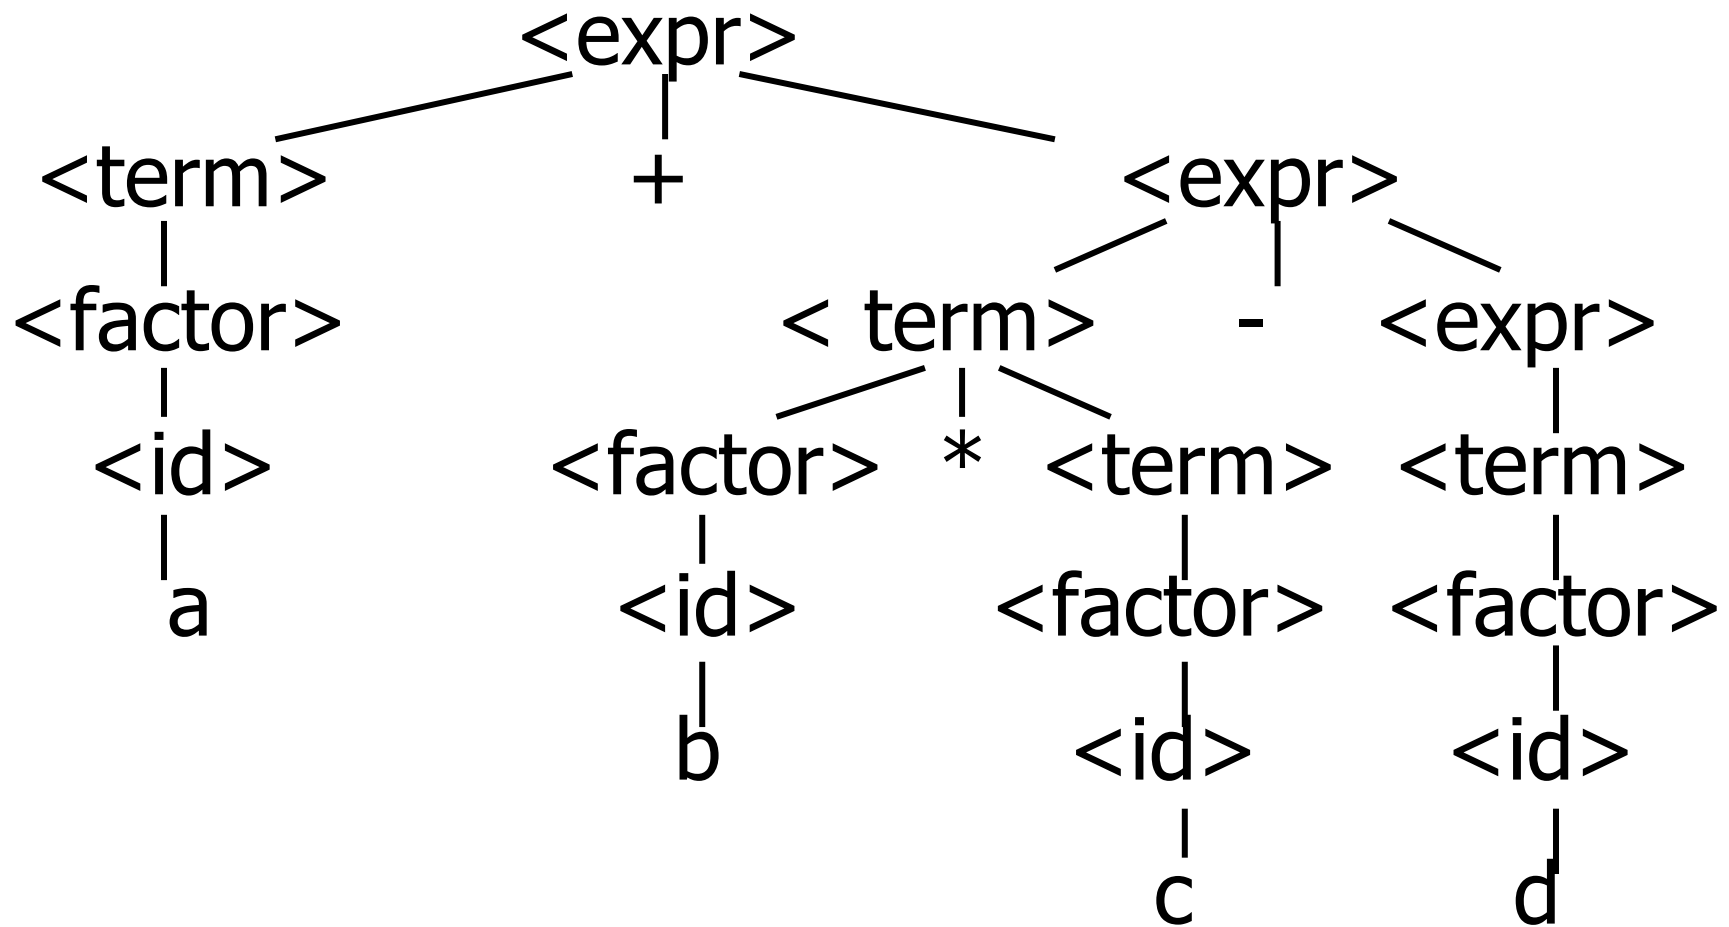 <expr>
<term> + <expr>
<factor> < term> - <expr>
<id> <factor> * <term> <term>
a <id> <factor> <factor>
b <id> <id>
c d